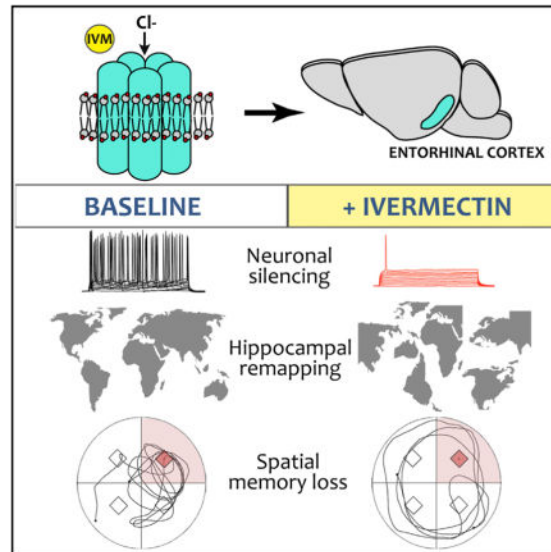 Cl-
IVM
ENTORHINAL CORTEX
BASELINE
+ IVERMECTIN
Neuronal
silencing
Hippocampal
remapping
Spatial
memory loss